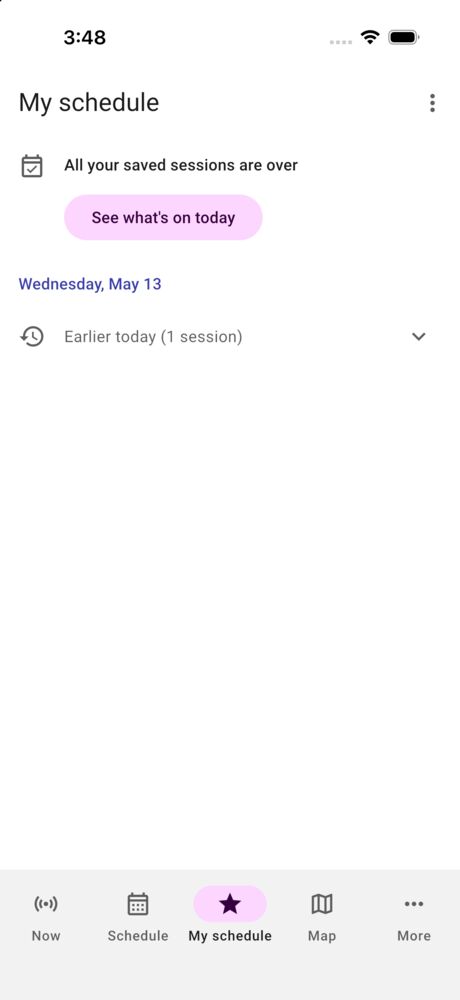 3:48
My schedule
All your saved sessions are over
See what's on today
Wednesday, May 13
Earlier today (1 session)
Now
Schedule
My schedule
Map
More